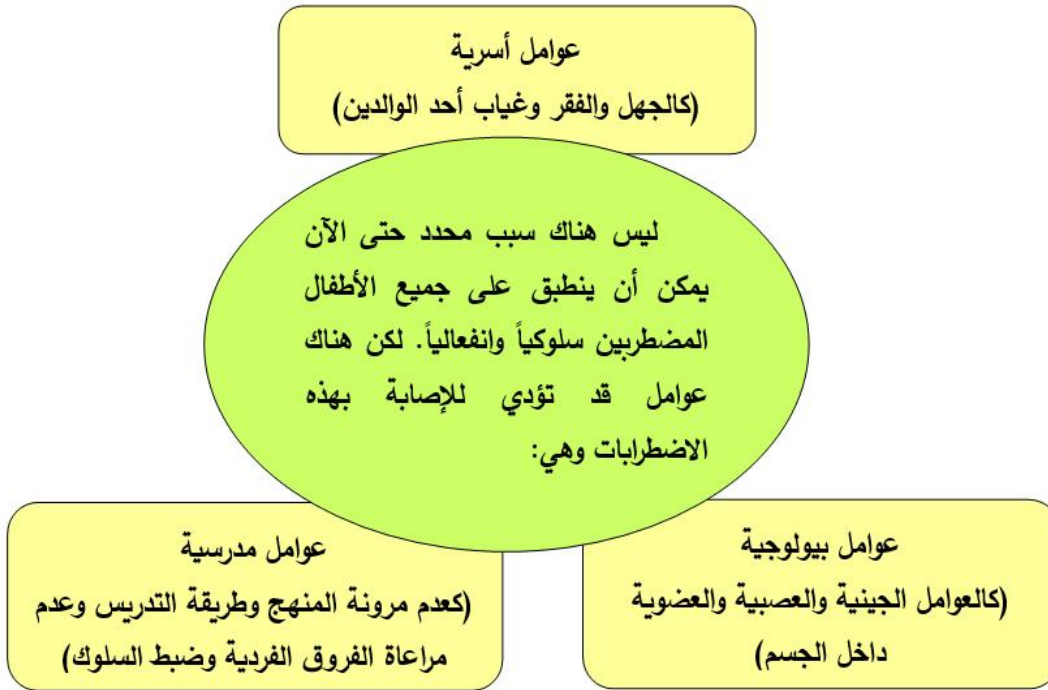 عوامل أسرية
(كالجهل والفقر وغياب أحد الوالدين)
ليس هناك سبب محدد حتى الآن
يمكن أن ينطبق على جميع الأطفال
المضطربين سلوكياً وانفعالياً. لكن هناك
عوامل قد تؤدي للإصابة بهذه
الاضطرابات وهي:
عوامل بيولوجية
(كالعوامل الجينية والعصبية والعضوية
داخل الجسم)
عوامل مدرسية
(كعدم مرونة المنهج وطريقة التدريس وعدم
مراعاة الفروق الفردية وضبط السلوك)